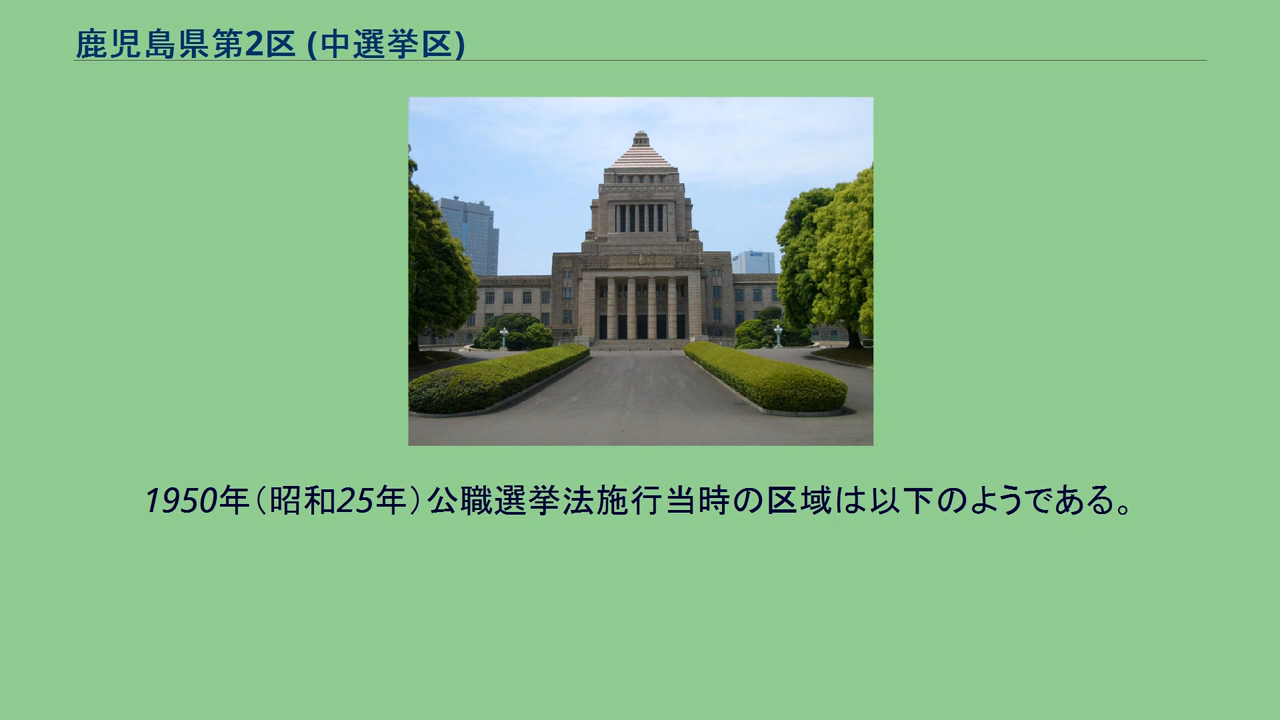 鹿児島県第2区 (中選挙区)
1950年（昭和25年）公職選挙法施行当時の区域は以下のようである。